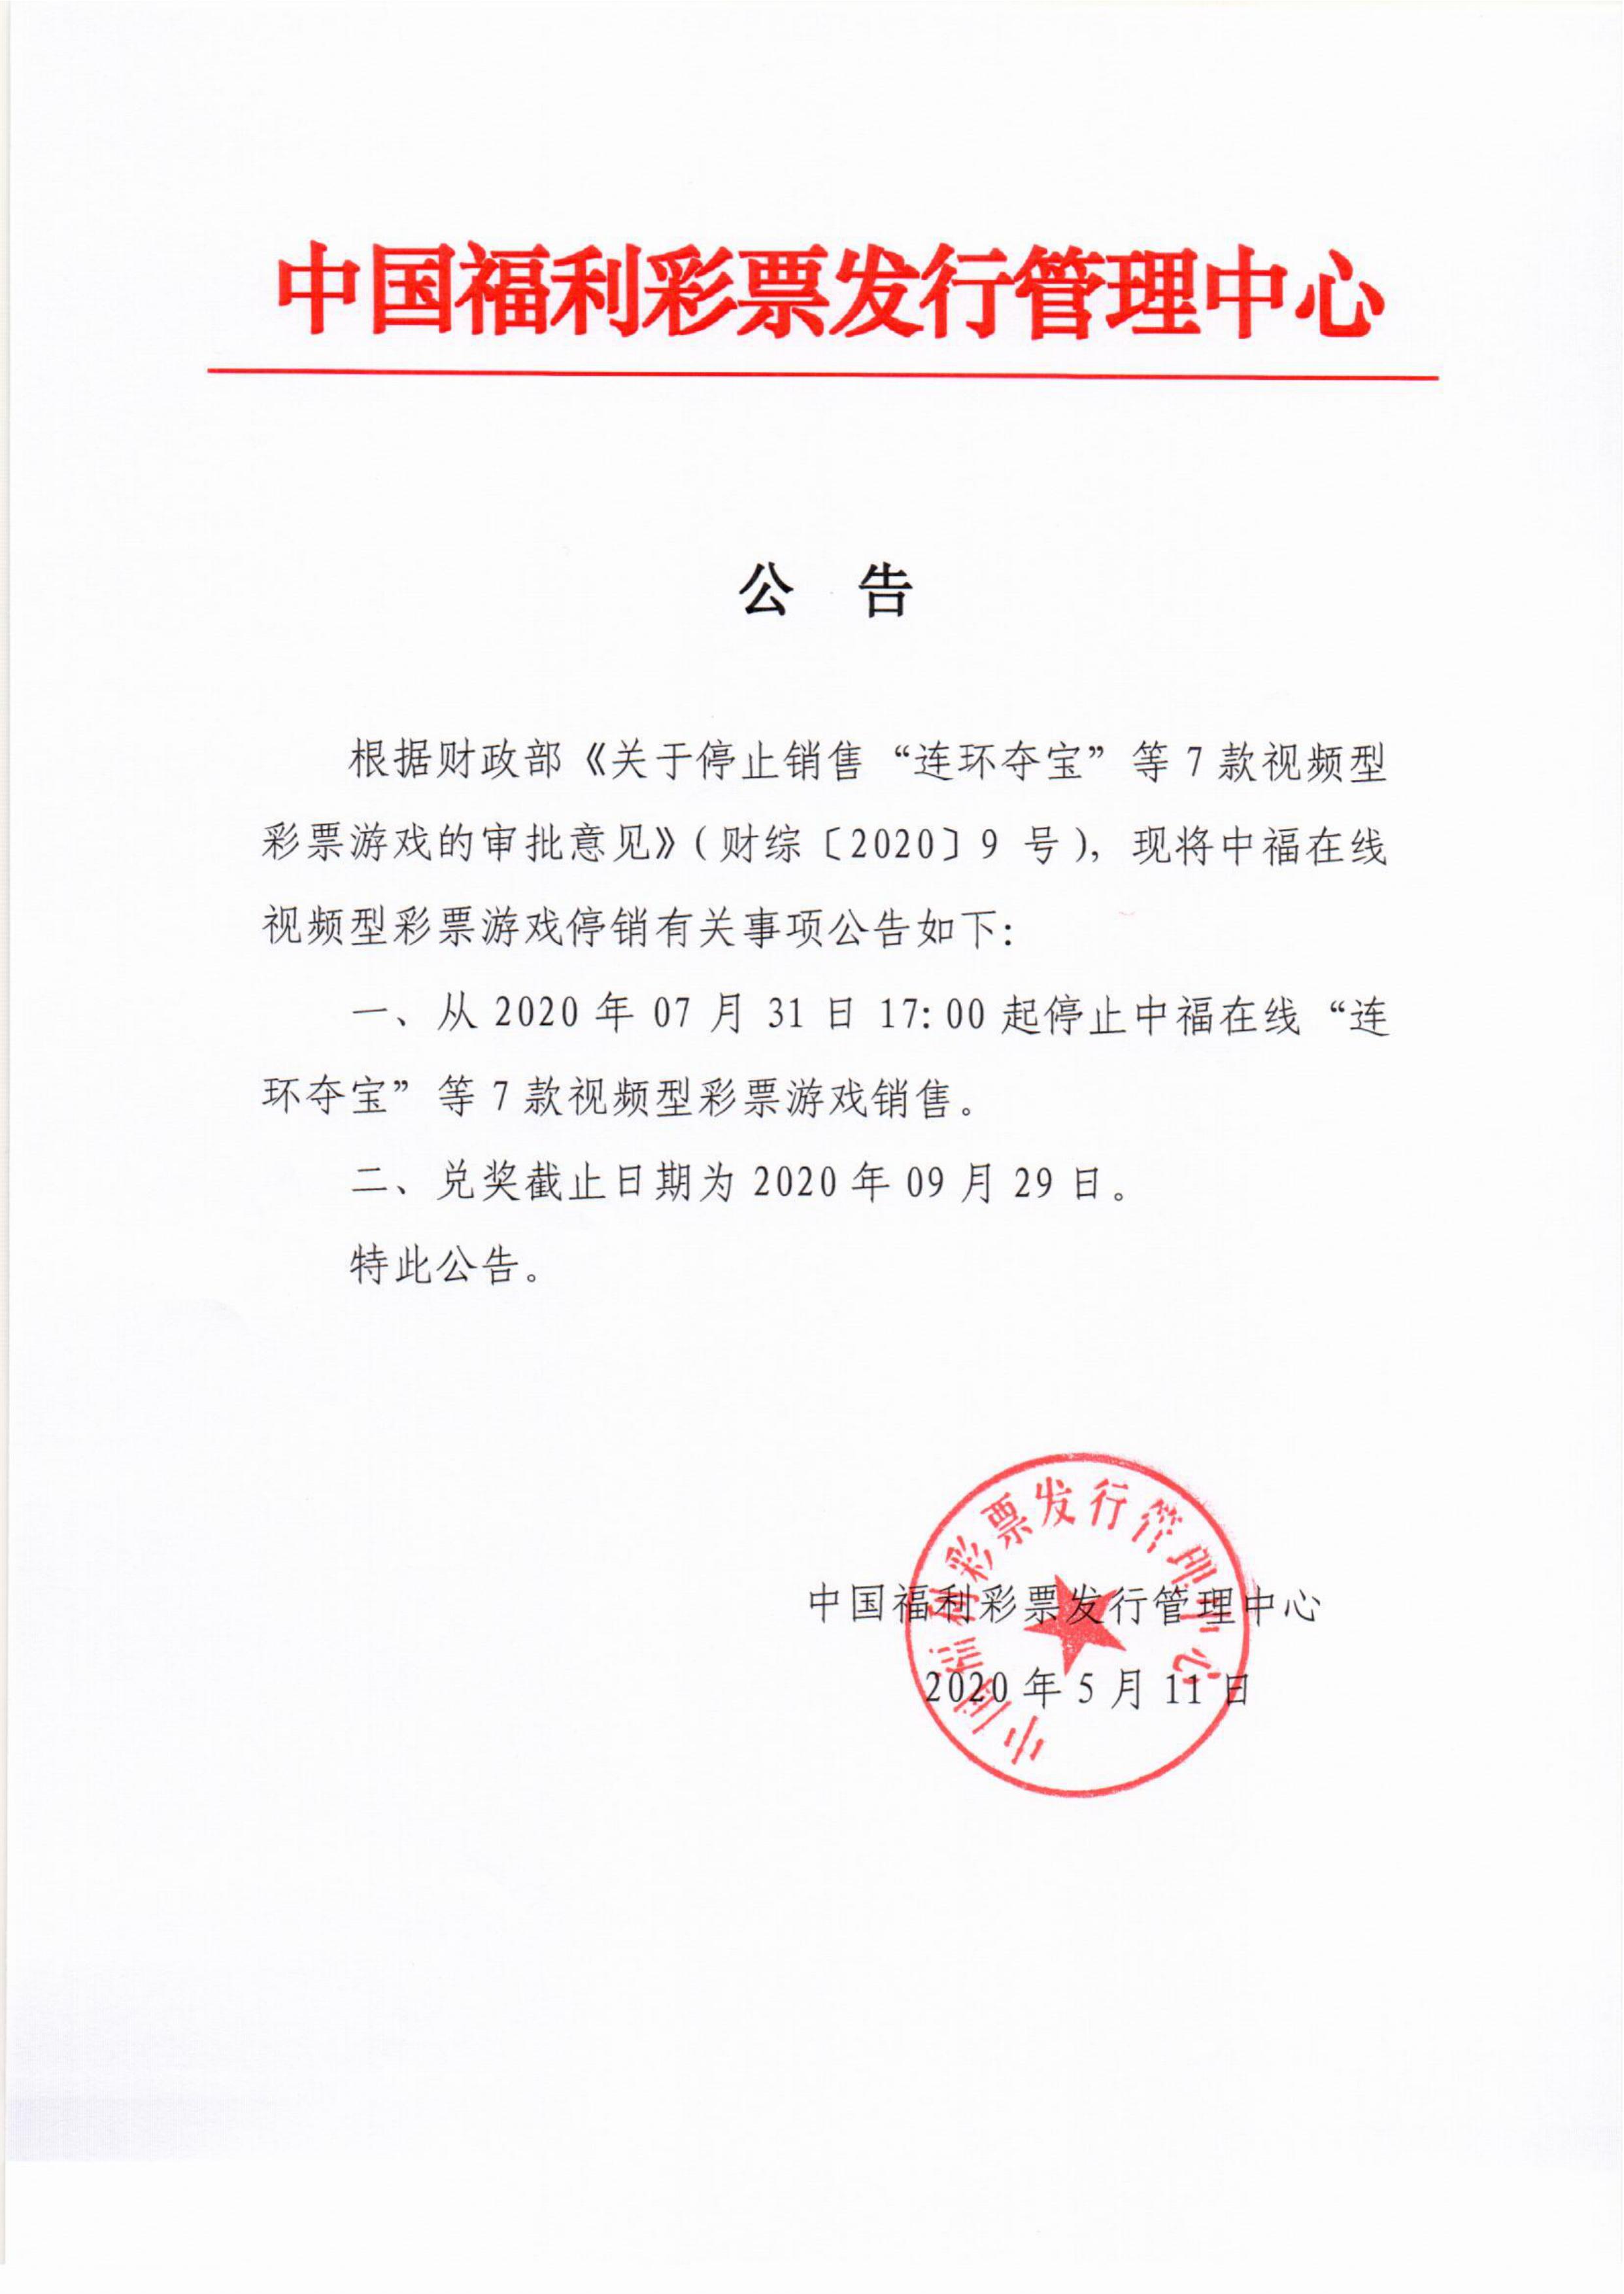 中国福利彩票发行管理中心
公 告
根据财政部《关于停止销售“连环夺宝”等7款视频型
彩票游戏的审批意见》(财综〔2020〕9 号),现将中福在线
视频型彩票游戏停销有关事项公告如下:
一、从 2020 年 07 月 31 日 17:00 起停止中福在线“连
环夺宝”等 7 款视频型彩票游戏销售。
二、兑奖截止日期为 2020 年 09 月 29 日。
特此公告。
中国福利彩票发行管理中心
2020 年 5 月 11 日
中国福利彩票发行管理中心